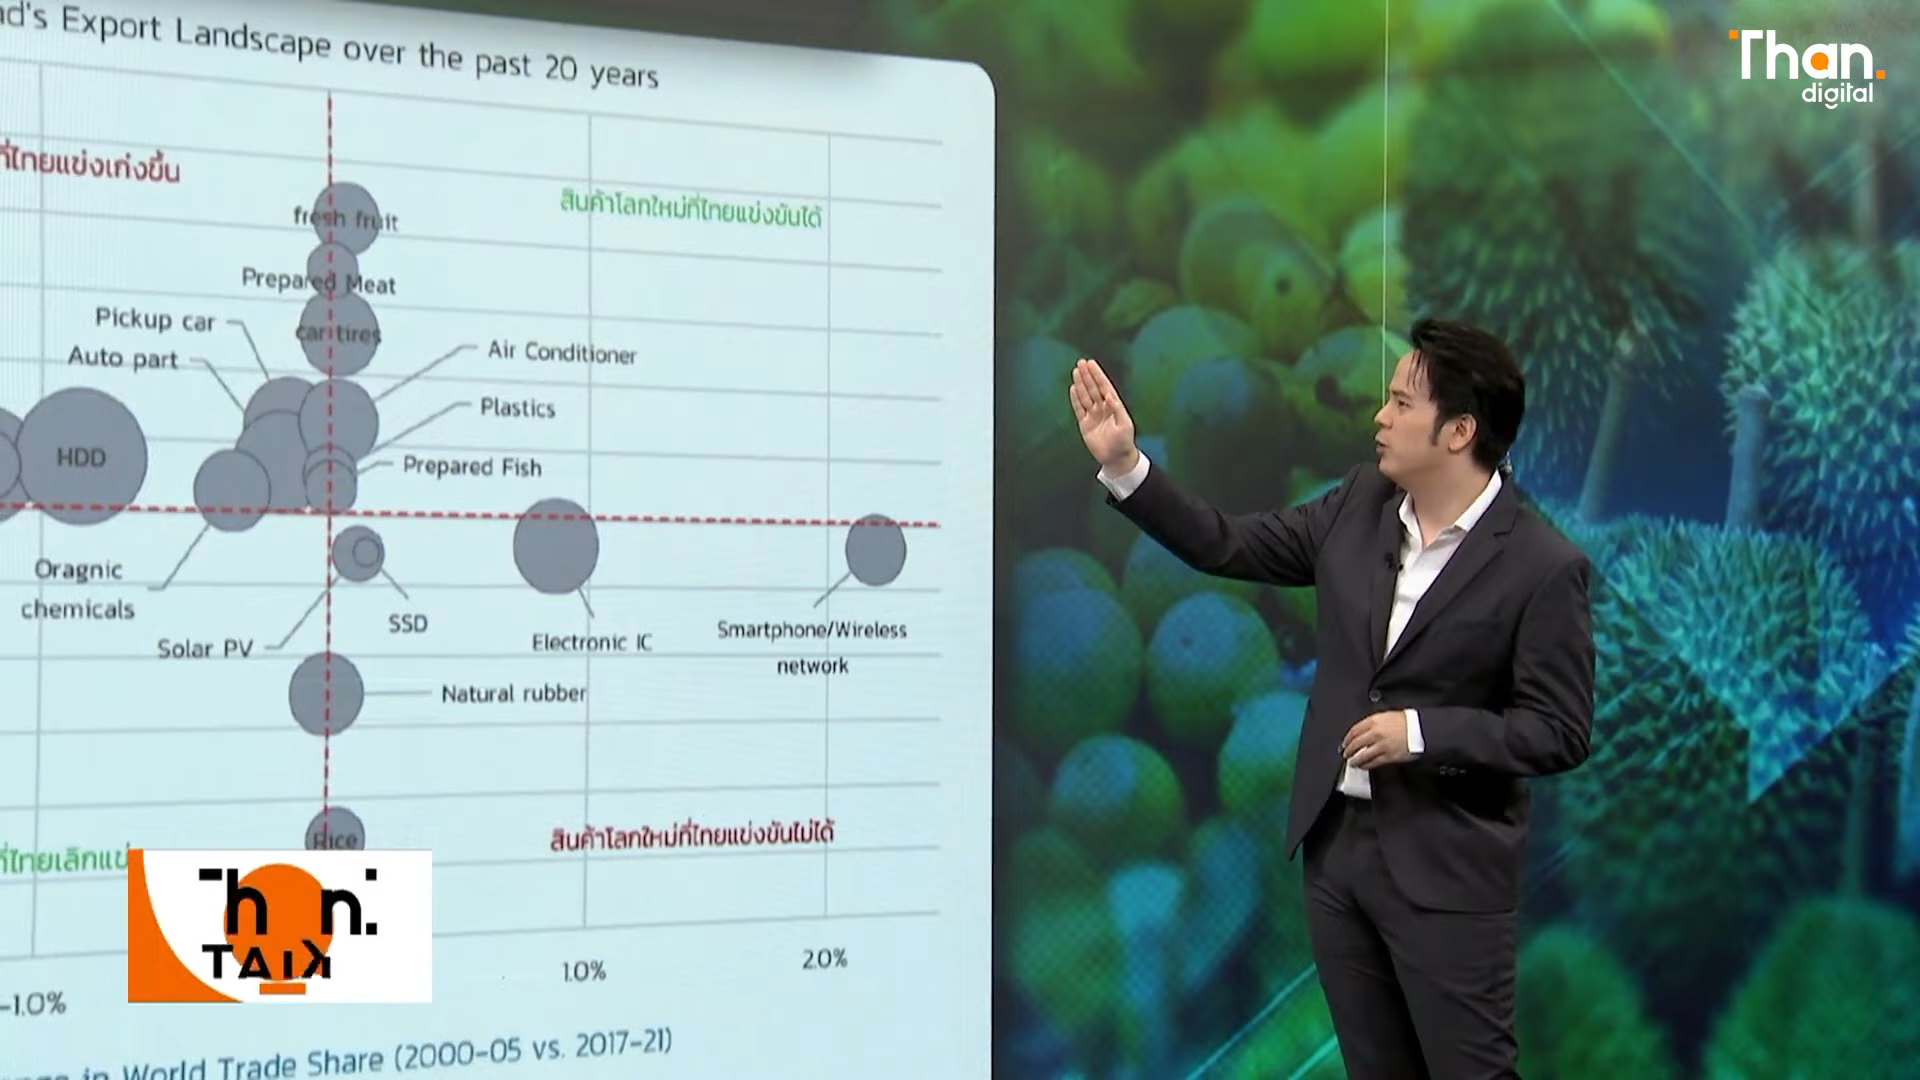 nd's Export Landscape over the past 20 years
Than.
digital
ที่ไทยแข่งเก่งขึ้น
สินค้าโลกใหม่ที่ไทยแข่งขันได้
fresh fruit
Prepared Meat
Pickup car
car tires
Auto part
Air Conditioner
Plastics
HDD
Prepared Fish
Oragnic
chemicals
SSD
Solar PV
Electronic IC
Smartphone/Wireless
network
Natural rubber
Rice
สินค้าโลกใหม่ที่ไทยแข่งขันไม่ได้
ที่ไทยเลิกแข่
Than.
TALK
-1.0%
1.0%
2.0%
in World Trade Share (2000-05 vs. 2017-21)